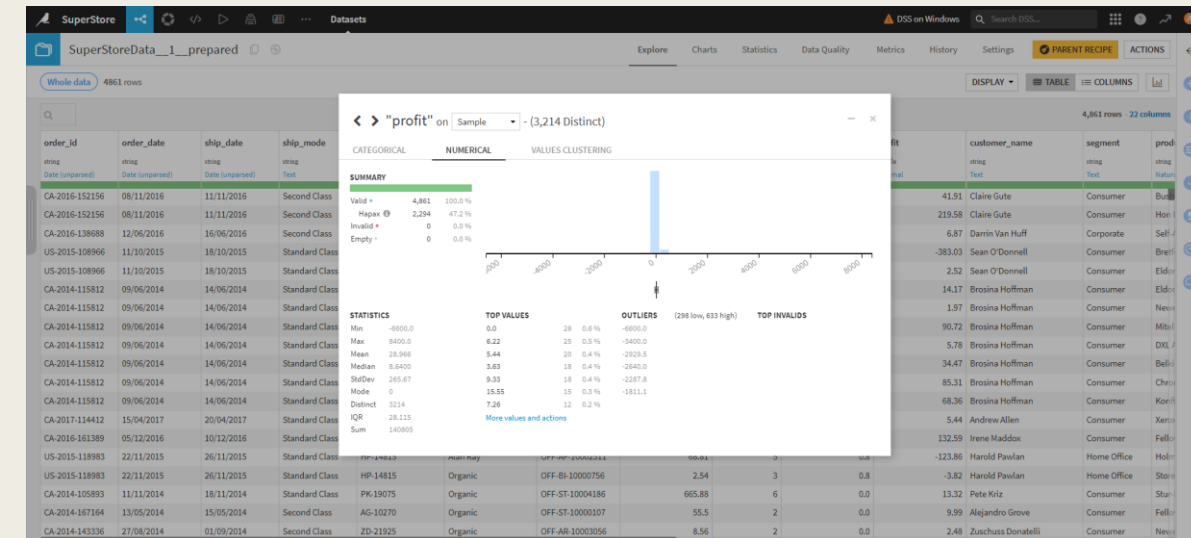 SuperStore ... Datasets DSS on Windows Search DSS...
SuperStoreData__1__prepared Explore Charts Statistics Data Quality Metrics History Settings PARENT RECIPE ACTIONS
Whole data 4861 rows DISPLAY TABLE COLUMNS
4,861 rows 22 columns
"profit" on Sample - (3,214 Distinct)
CATEGORICAL NUMERICAL VALUES CLUSTERING
order_id order_date ship_date ship_mode fit customer_name segment prod
string string string string string string string
Date (unparsed) Date (unparsed) Date (unparsed) Text mal Text Text Natur
SUMMARY
Valid 4,861 100.0 %
Hapax 2,294 47.2 %
Invalid 0 0.0 %
Empty 0 0.0 %
-4000 -2000 0 2000 4000 6000 8000
STATISTICS
Min -6600.0
Max 8400.0
Mean 28.966
Median 8.6400
StdDev 265.67
Mode 0
Distinct 3214
IQR 28.115
Sum 140805
TOP VALUES
0.0 28 0.6 %
6.22 25 0.5 %
5.44 20 0.4 %
3.63 18 0.4 %
9.33 18 0.4 %
15.55 15 0.3 %
7.26 12 0.2 %
More values and actions
OUTLIERS (298 low, 633 high)
-6600.0
-3400.0
-2929.5
-2640.0
-2287.8
-1811.1
TOP INVALIDS
CA-2016-152156 08/11/2016 11/11/2016 Second Class 41.91 Claire Gute Consumer
CA-2016-152156 08/11/2016 11/11/2016 Second Class 219.58 Claire Gute Consumer Hon
CA-2016-138688 12/06/2016 16/06/2016 Second Class 6.87 Darrin Van Huff Corporate Self-
US-2015-108966 11/10/2015 18/10/2015 Standard Class -383.03 Sean O'Donnell Consumer
US-2015-108966 11/10/2015 18/10/2015 Standard Class 2.52 Sean O'Donnell Consumer
CA-2014-115812 09/06/2014 14/06/2014 Standard Class 14.17 Brosina Hoffman Consumer
CA-2014-115812 09/06/2014 14/06/2014 Standard Class 1.97 Brosina Hoffman Consumer
CA-2014-115812 09/06/2014 14/06/2014 Standard Class 90.72 Brosina Hoffman Consumer
CA-2014-115812 09/06/2014 14/06/2014 Standard Class 5.78 Brosina Hoffman Consumer DXL
CA-2014-115812 09/06/2014 14/06/2014 Standard Class 34.47 Brosina Hoffman Consumer
CA-2014-115812 09/06/2014 14/06/2014 Standard Class 85.31 Brosina Hoffman Consumer
CA-2014-115812 09/06/2014 14/06/2014 Standard Class 68.36 Brosina Hoffman Consumer
CA-2017-114412 15/04/2017 20/04/2017 Standard Class 5.44 Andrew Allen Consumer
CA-2016-161389 05/12/2016 10/12/2016 Standard Class 132.59 Irene Maddox Consumer
US-2015-118983 22/11/2015 26/11/2015 Standard Class HP-14815 Alan Ray OFF-AP-10002311 68.81 5 0.8 -123.86 Harold Pawlan Home Office
US-2015-118983 22/11/2015 26/11/2015 Standard Class HP-14815 Organic OFF-BI-10000756 2.54 3 0.8 -3.82 Harold Pawlan Home Office
CA-2014-105893 11/11/2014 18/11/2014 Standard Class PK-19075 Organic OFF-ST-10004186 665.88 6 0.0 13.32 Pete Kriz Consumer
CA-2014-167164 13/05/2014 15/05/2014 Second Class AG-10270 Organic OFF-ST-10000107 55.5 2 0.0 9.99 Alejandro Grove Consumer
CA-2014-143336 27/08/2014 01/09/2014 Second Class ZD-21925 Organic OFF-AR-10003056 8.56 2 0.0 2.48 Zuschuss Donatelli Consumer